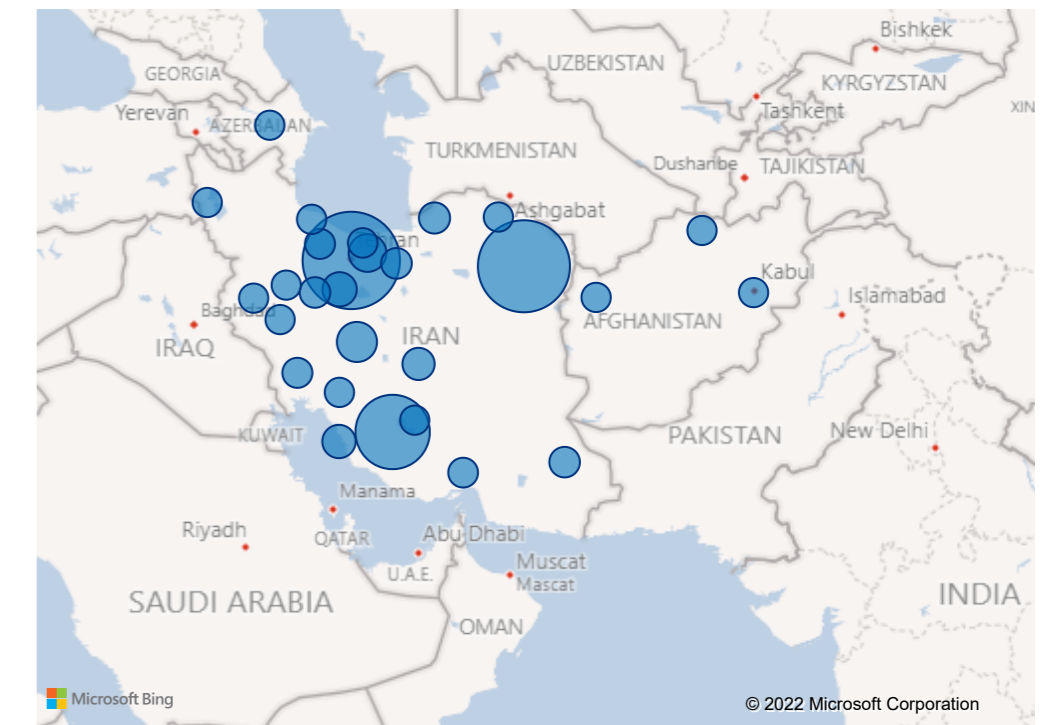 Bishkek
UZBEKISTAN
GEORGIA
KYRGYZSTAN
Yerevan
AZERBAIJAN
Tashkent
XIN
TURKMENISTAN
Dushanbe
TAJIKISTAN
Ashgabat
Tehran
Kabul
Islamabad
Baghdad
AFGHANISTAN
IRAN
IRAQ
KUWAIT
PAKISTAN
New Delhi
Manama
Riyadh
QATAR
Abu Dhabi
Muscat
Mascat
U.A.E.
SAUDI ARABIA
INDIA
OMAN
Microsoft Bing
© 2022 Microsoft Corporation